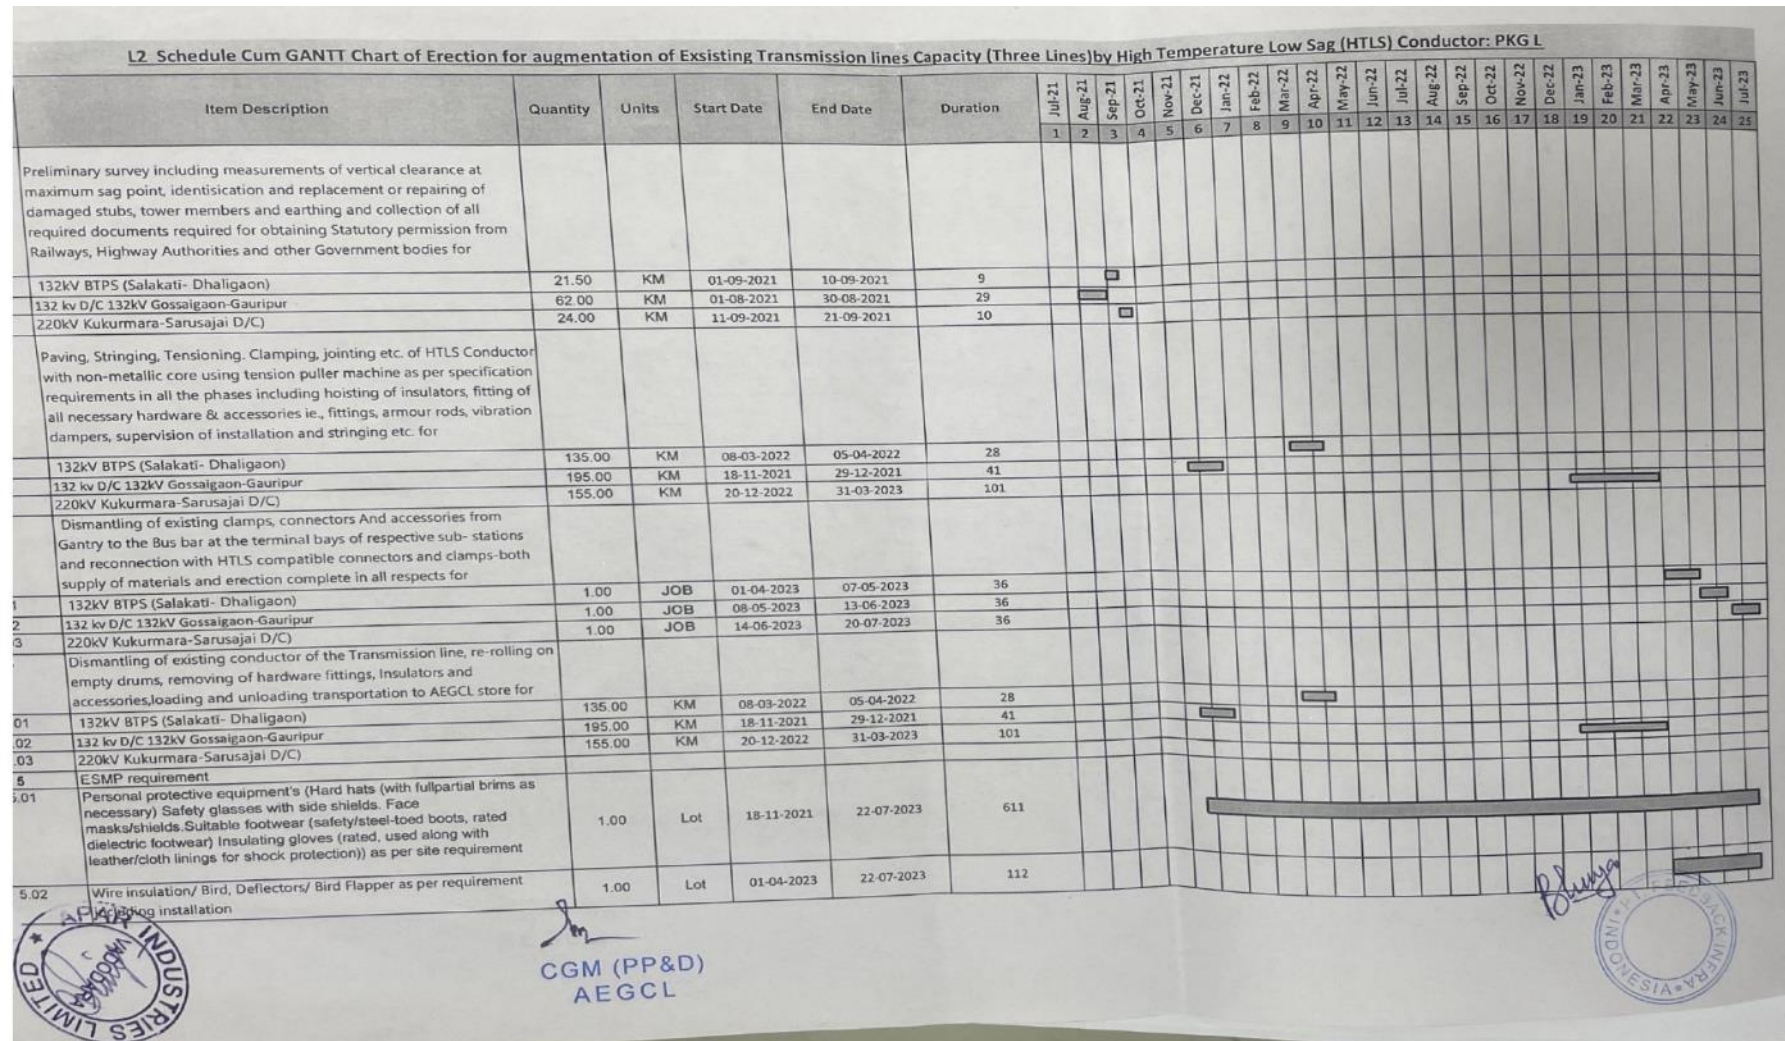 L2 Schedule Cum GANTT Chart of Erection for augmentation of Exsisting Transmission lines Capacity (Three Lines)by High Temperature Low Sag (HTLS) Conductor: PKG L
Item Description Quantity Units Start Date End Date Duration Jul-21 Aug-21 Sep-21 Oct-21 Nov-21 Dec-21 Jan-22 Feb-22 Mar-22 Apr-22 May-22 Jun-22 Jul-22 Aug-22 Sep-22 Oct-22 Nov-22 Dec-22 Jan-23 Feb-23 Mar-23 Apr-23 May-23 Jun-23 Jul-23
1 2 3 4 5 6 7 8 9 10 11 12 13 14 15 16 17 18 19 20 21 22 23 24 25
Preliminary survey including measurements of vertical clearance at
maximum sag point, identisication and replacement or repairing of
damaged stubs, tower members and earthing and collection of all
required documents required for obtaining Statutory permission from
Railways, Highway Authorities and other Government bodies for
132kV BTPS (Salakati- Dhaligaon) 21.50 KM 01-09-2021 10-09-2021 9
132 kv D/C 132kV Gossaigaon-Gauripur 62.00 KM 01-08-2021 30-08-2021 29
220kV Kukurmara-Sarusajai D/C) 24.00 KM 11-09-2021 21-09-2021 10
Paving, Stringing, Tensioning. Clamping, jointing etc. of HTLS Conductor
with non-metallic core using tension puller machine as per specification
requirements in all the phases including hoisting of insulators, fitting of
all necessary hardware & accessories ie., fittings, armour rods, vibration
dampers, supervision of installation and stringing etc. for
132kV BTPS (Salakati- Dhaligaon) 135.00 KM 08-03-2022 05-04-2022 28
132 kv D/C 132kV Gossaigaon-Gauripur 195.00 KM 18-11-2021 29-12-2021 41
220kV Kukurmara-Sarusajai D/C) 155.00 KM 20-12-2022 31-03-2023 101
Dismantling of existing clamps, connectors And accessories from
Gantry to the Bus bar at the terminal bays of respective sub- stations
and reconnection with HTLS compatible connectors and clamps-both
supply of materials and erection complete in all respects for
1 132kV BTPS (Salakati- Dhaligaon) 1.00 JOB 01-04-2023 07-05-2023 36
2 132 kv D/C 132kV Gossaigaon-Gauripur 1.00 JOB 08-05-2023 13-06-2023 36
3 220kV Kukurmara-Sarusajai D/C) 1.00 JOB 14-06-2023 20-07-2023 36
Dismantling of existing conductor of the Transmission line, re-rolling on
empty drums, removing of hardware fittings, Insulators and
accessories,loading and unloading transportation to AEGCL store for
01 132kV BTPS (Salakati- Dhaligaon) 135.00 KM 08-03-2022 05-04-2022 28
.02 132 kv D/C 132kV Gossaigaon-Gauripur 195.00 KM 18-11-2021 29-12-2021 41
.03 220kV Kukurmara-Sarusajai D/C) 155.00 KM 20-12-2022 31-03-2023 101
5 ESMP requirement
5.01 Personal protective equipment's (Hard hats (with fullpartial brims as
necessary) Safety glasses with side shields. Face
masks/shields.Suitable footwear (safety/steel-toed boots, rated
dielectric footwear) Insulating gloves (rated, used along with
leather/cloth linings for shock protection)) as per site requirement
1.00 Lot 18-11-2021 22-07-2023 611
5.02 Wire insulation/ Bird, Deflectors/ Bird Flapper as per requirement
including installation
1.00 Lot 01-04-2023 22-07-2023 112
APAR INDUSTRIES LIMITED
VADODARA
CGM (PP&D)
AEGCL
FEEDBACK INFRA
INDONESIA